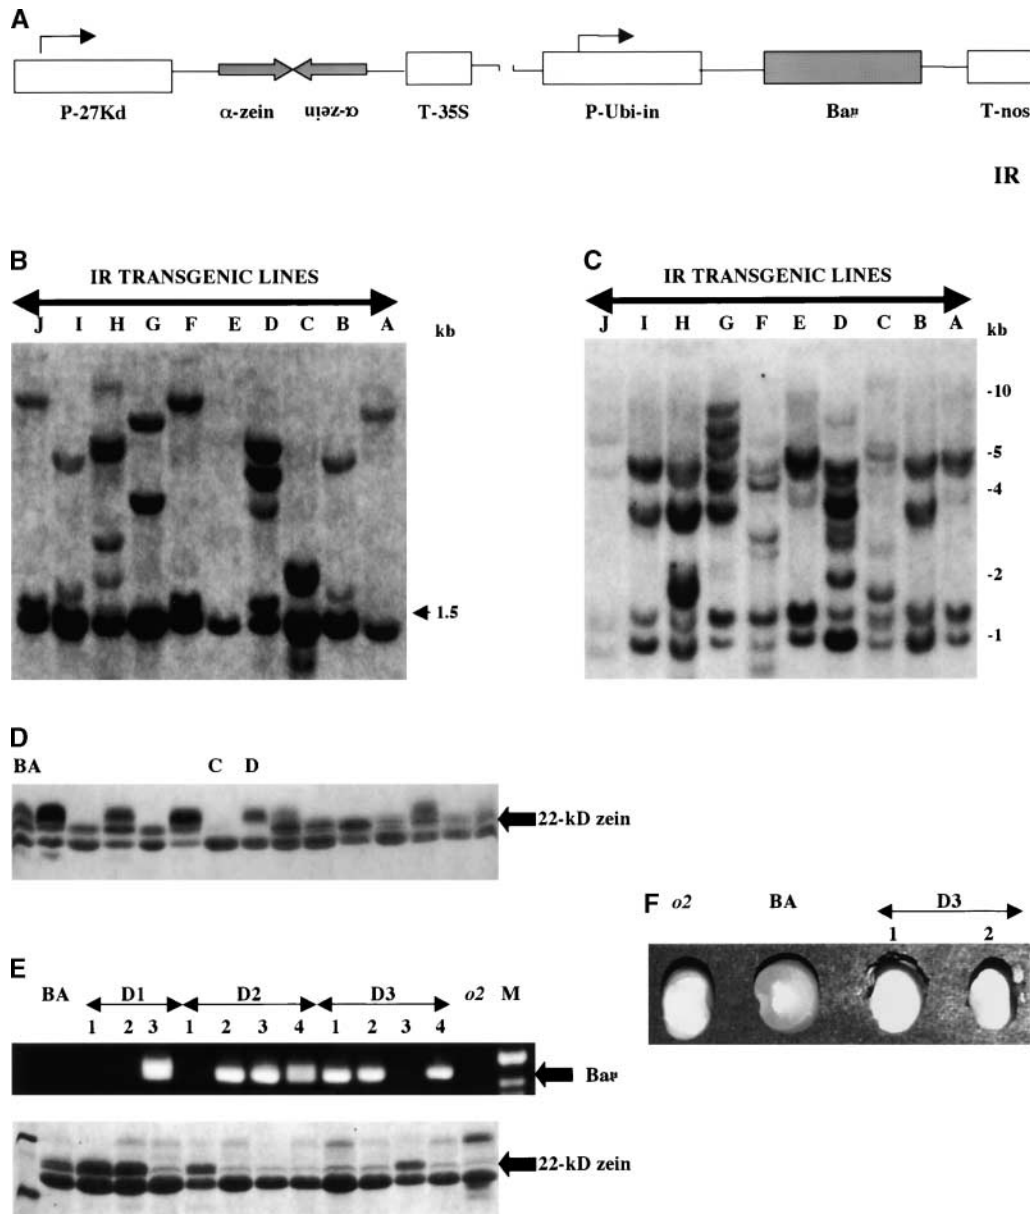 A
P-27Kd
α-zein
α-zein
T-35S
P-Ubi-in
Baᴙ
T-nos
IR
B
IR TRANSGENIC LINES
J I H G F E D C B A
kb
1.5
C
IR TRANSGENIC LINES
J I H G F E D C B A
kb
-10
-5
-4
-2
-1
D
BA C D
22-kD zein
E
BA D1 D2 D3 o2 M
1 2 3 1 2 3 4 1 2 3 4
Baᴙ
22-kD zein
F
o2 BA D3
1 2